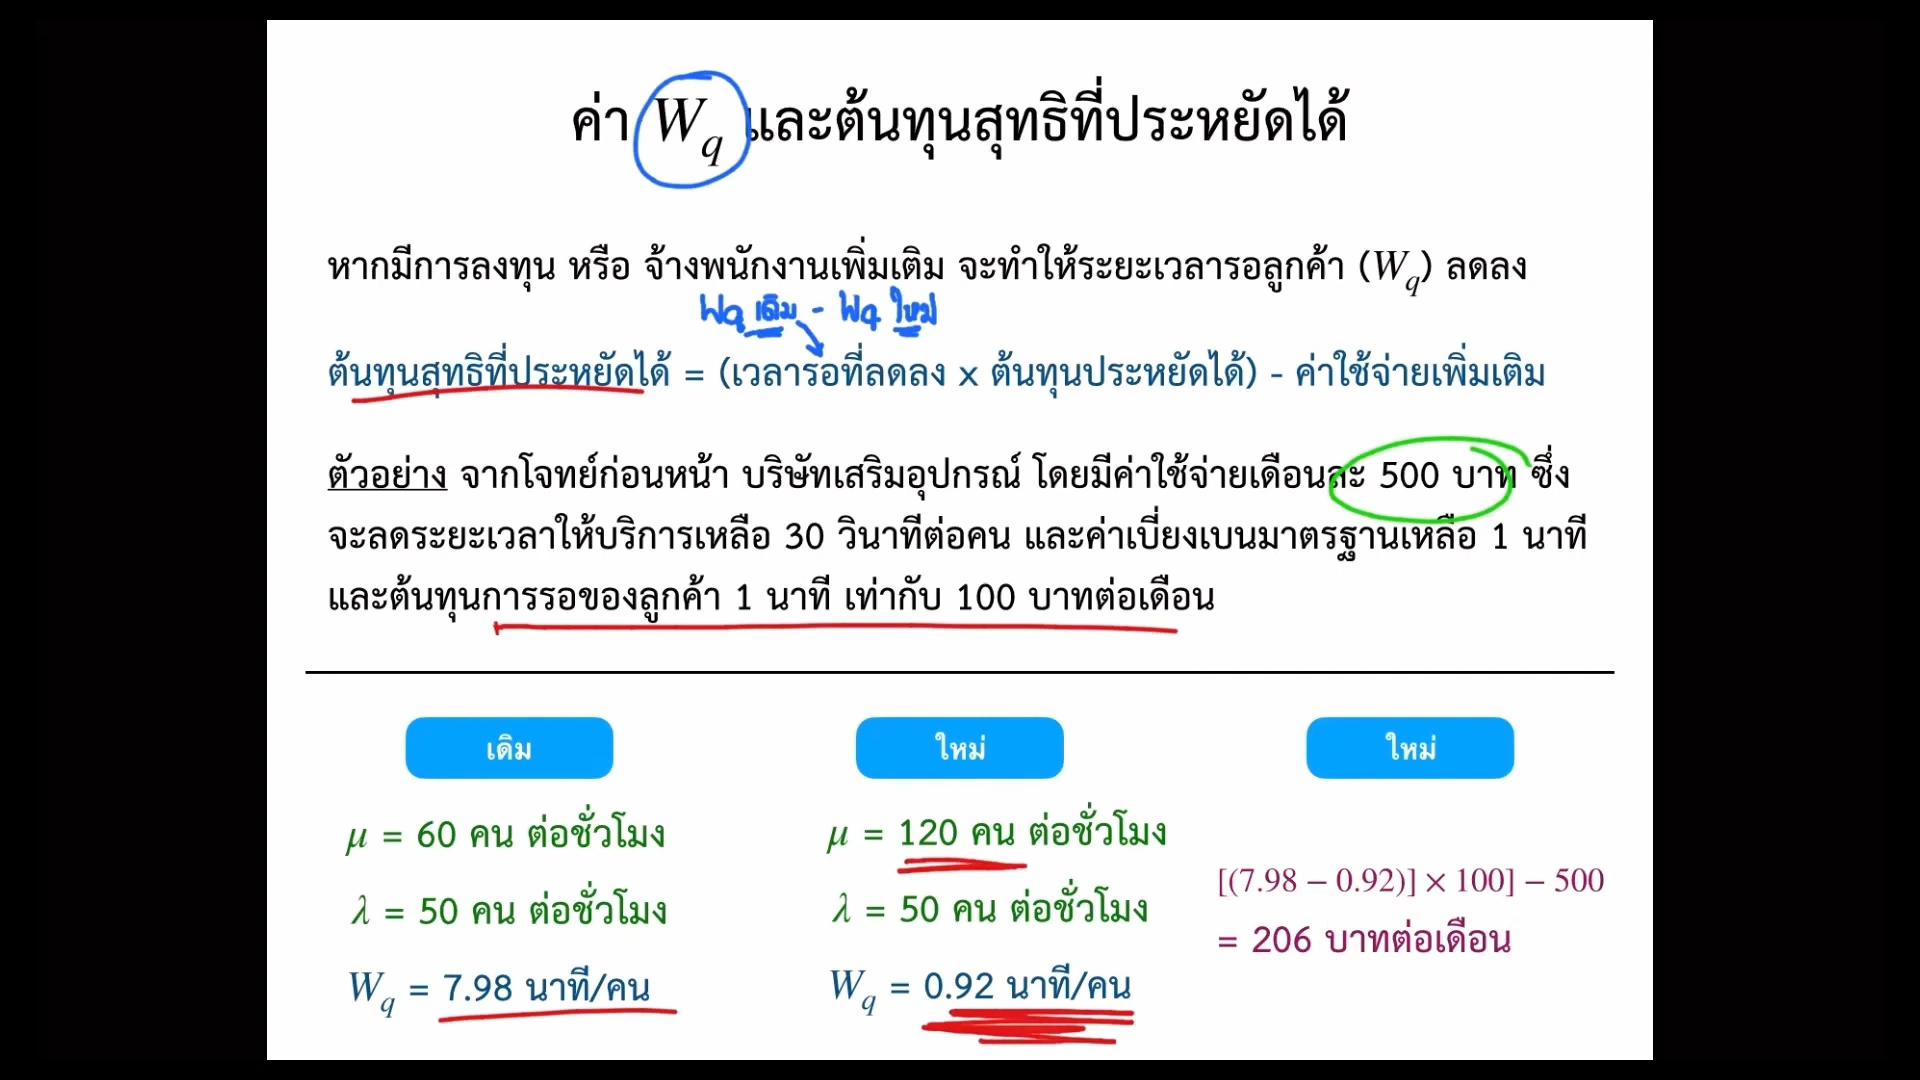 ค่า Wq และต้นทุนสุทธิที่ประหยัดได้
หากมีการลงทุน หรือ จ้างพนักงานเพิ่มเติม จะทำให้ระยะเวลารอลูกค้า (Wq) ลดลง
Wq เดิม - Wq ใหม่
ต้นทุนสุทธิที่ประหยัดได้ = (เวลารอที่ลดลง x ต้นทุนประหยัดได้) - ค่าใช้จ่ายเพิ่มเติม
ตัวอย่าง จากโจทย์ก่อนหน้า บริษัทเสริมอุปกรณ์ โดยมีค่าใช้จ่ายเดือนละ 500 บาท ซึ่ง
จะลดระยะเวลาให้บริการเหลือ 30 วินาทีต่อคน และค่าเบี่ยงเบนมาตรฐานเหลือ 1 นาที
และต้นทุนการรอของลูกค้า 1 นาที เท่ากับ 100 บาทต่อเดือน
เดิม
μ = 60 คน ต่อชั่วโมง
λ = 50 คน ต่อชั่วโมง
Wq = 7.98 นาที/คน
ใหม่
μ = 120 คน ต่อชั่วโมง
λ = 50 คน ต่อชั่วโมง
Wq = 0.92 นาที/คน
ใหม่
[(7.98 − 0.92)] × 100] − 500
= 206 บาทต่อเดือน